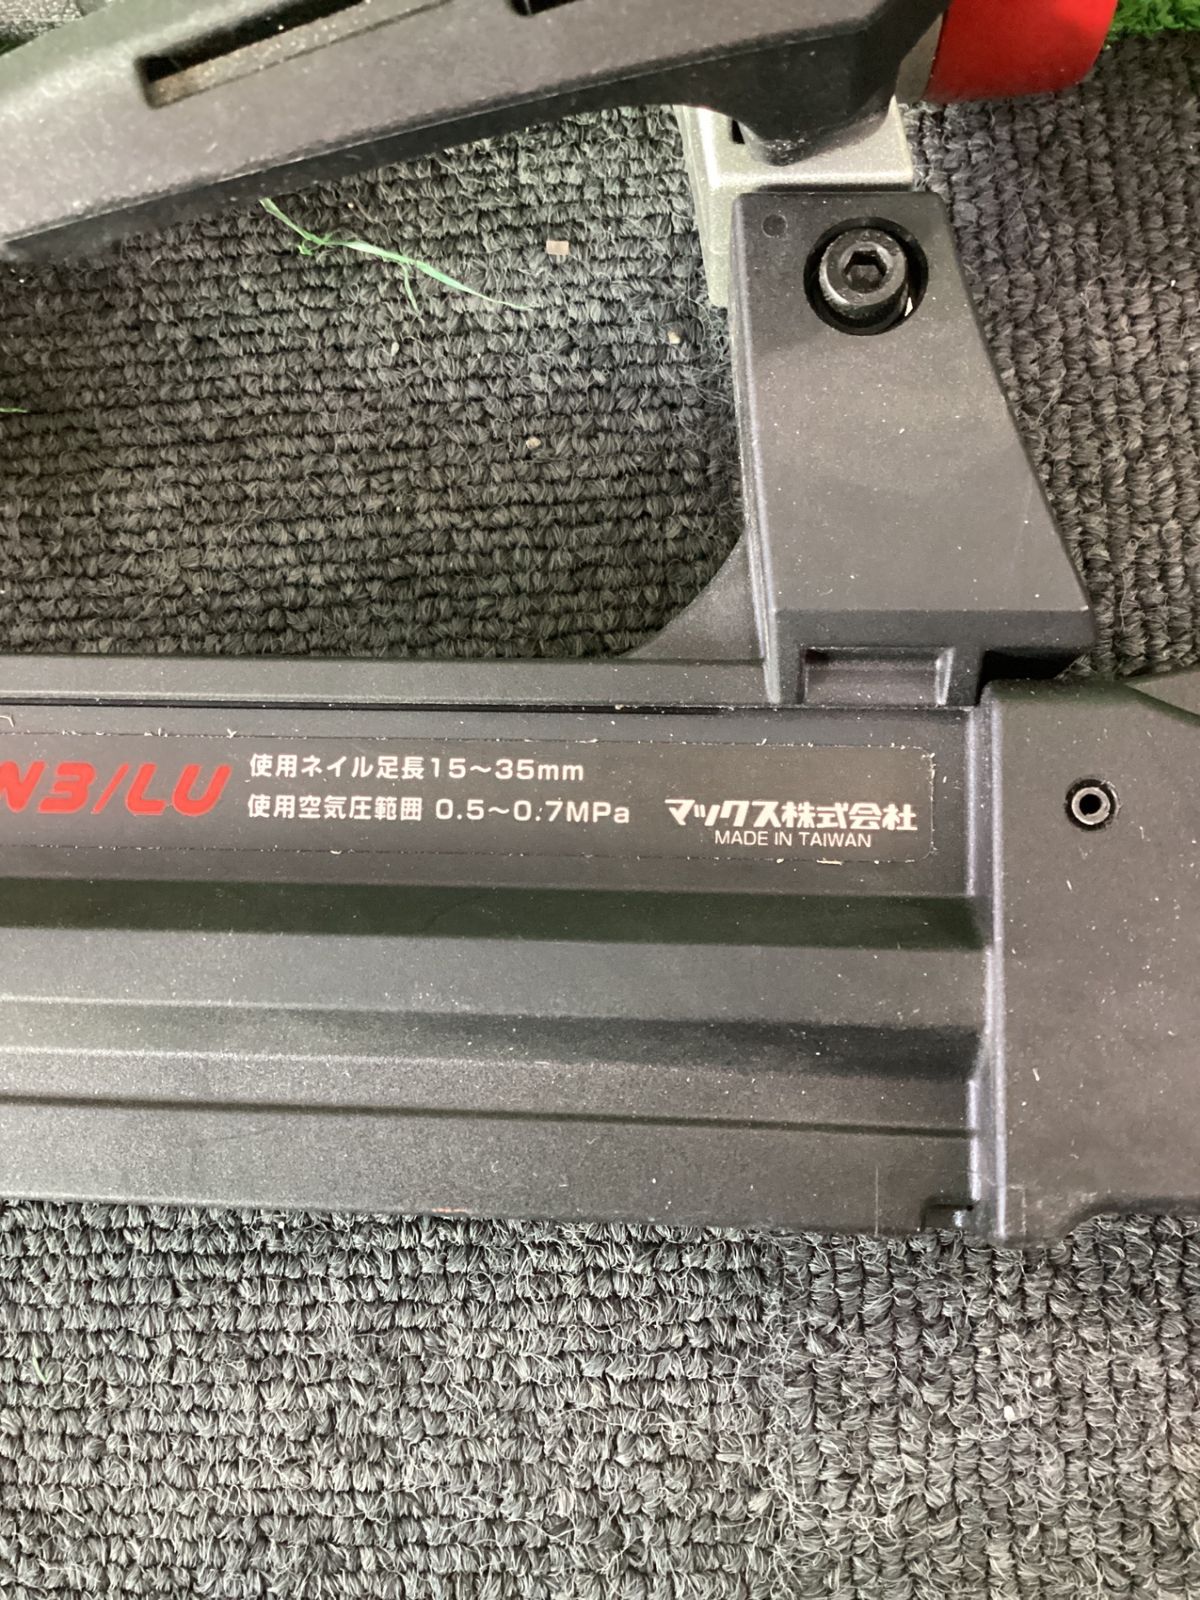 N3/LU
使用ネイル足長15～35mm
使用空気圧範囲 0.5～0.7MPa
マックス株式会社
MADE IN TAIWAN